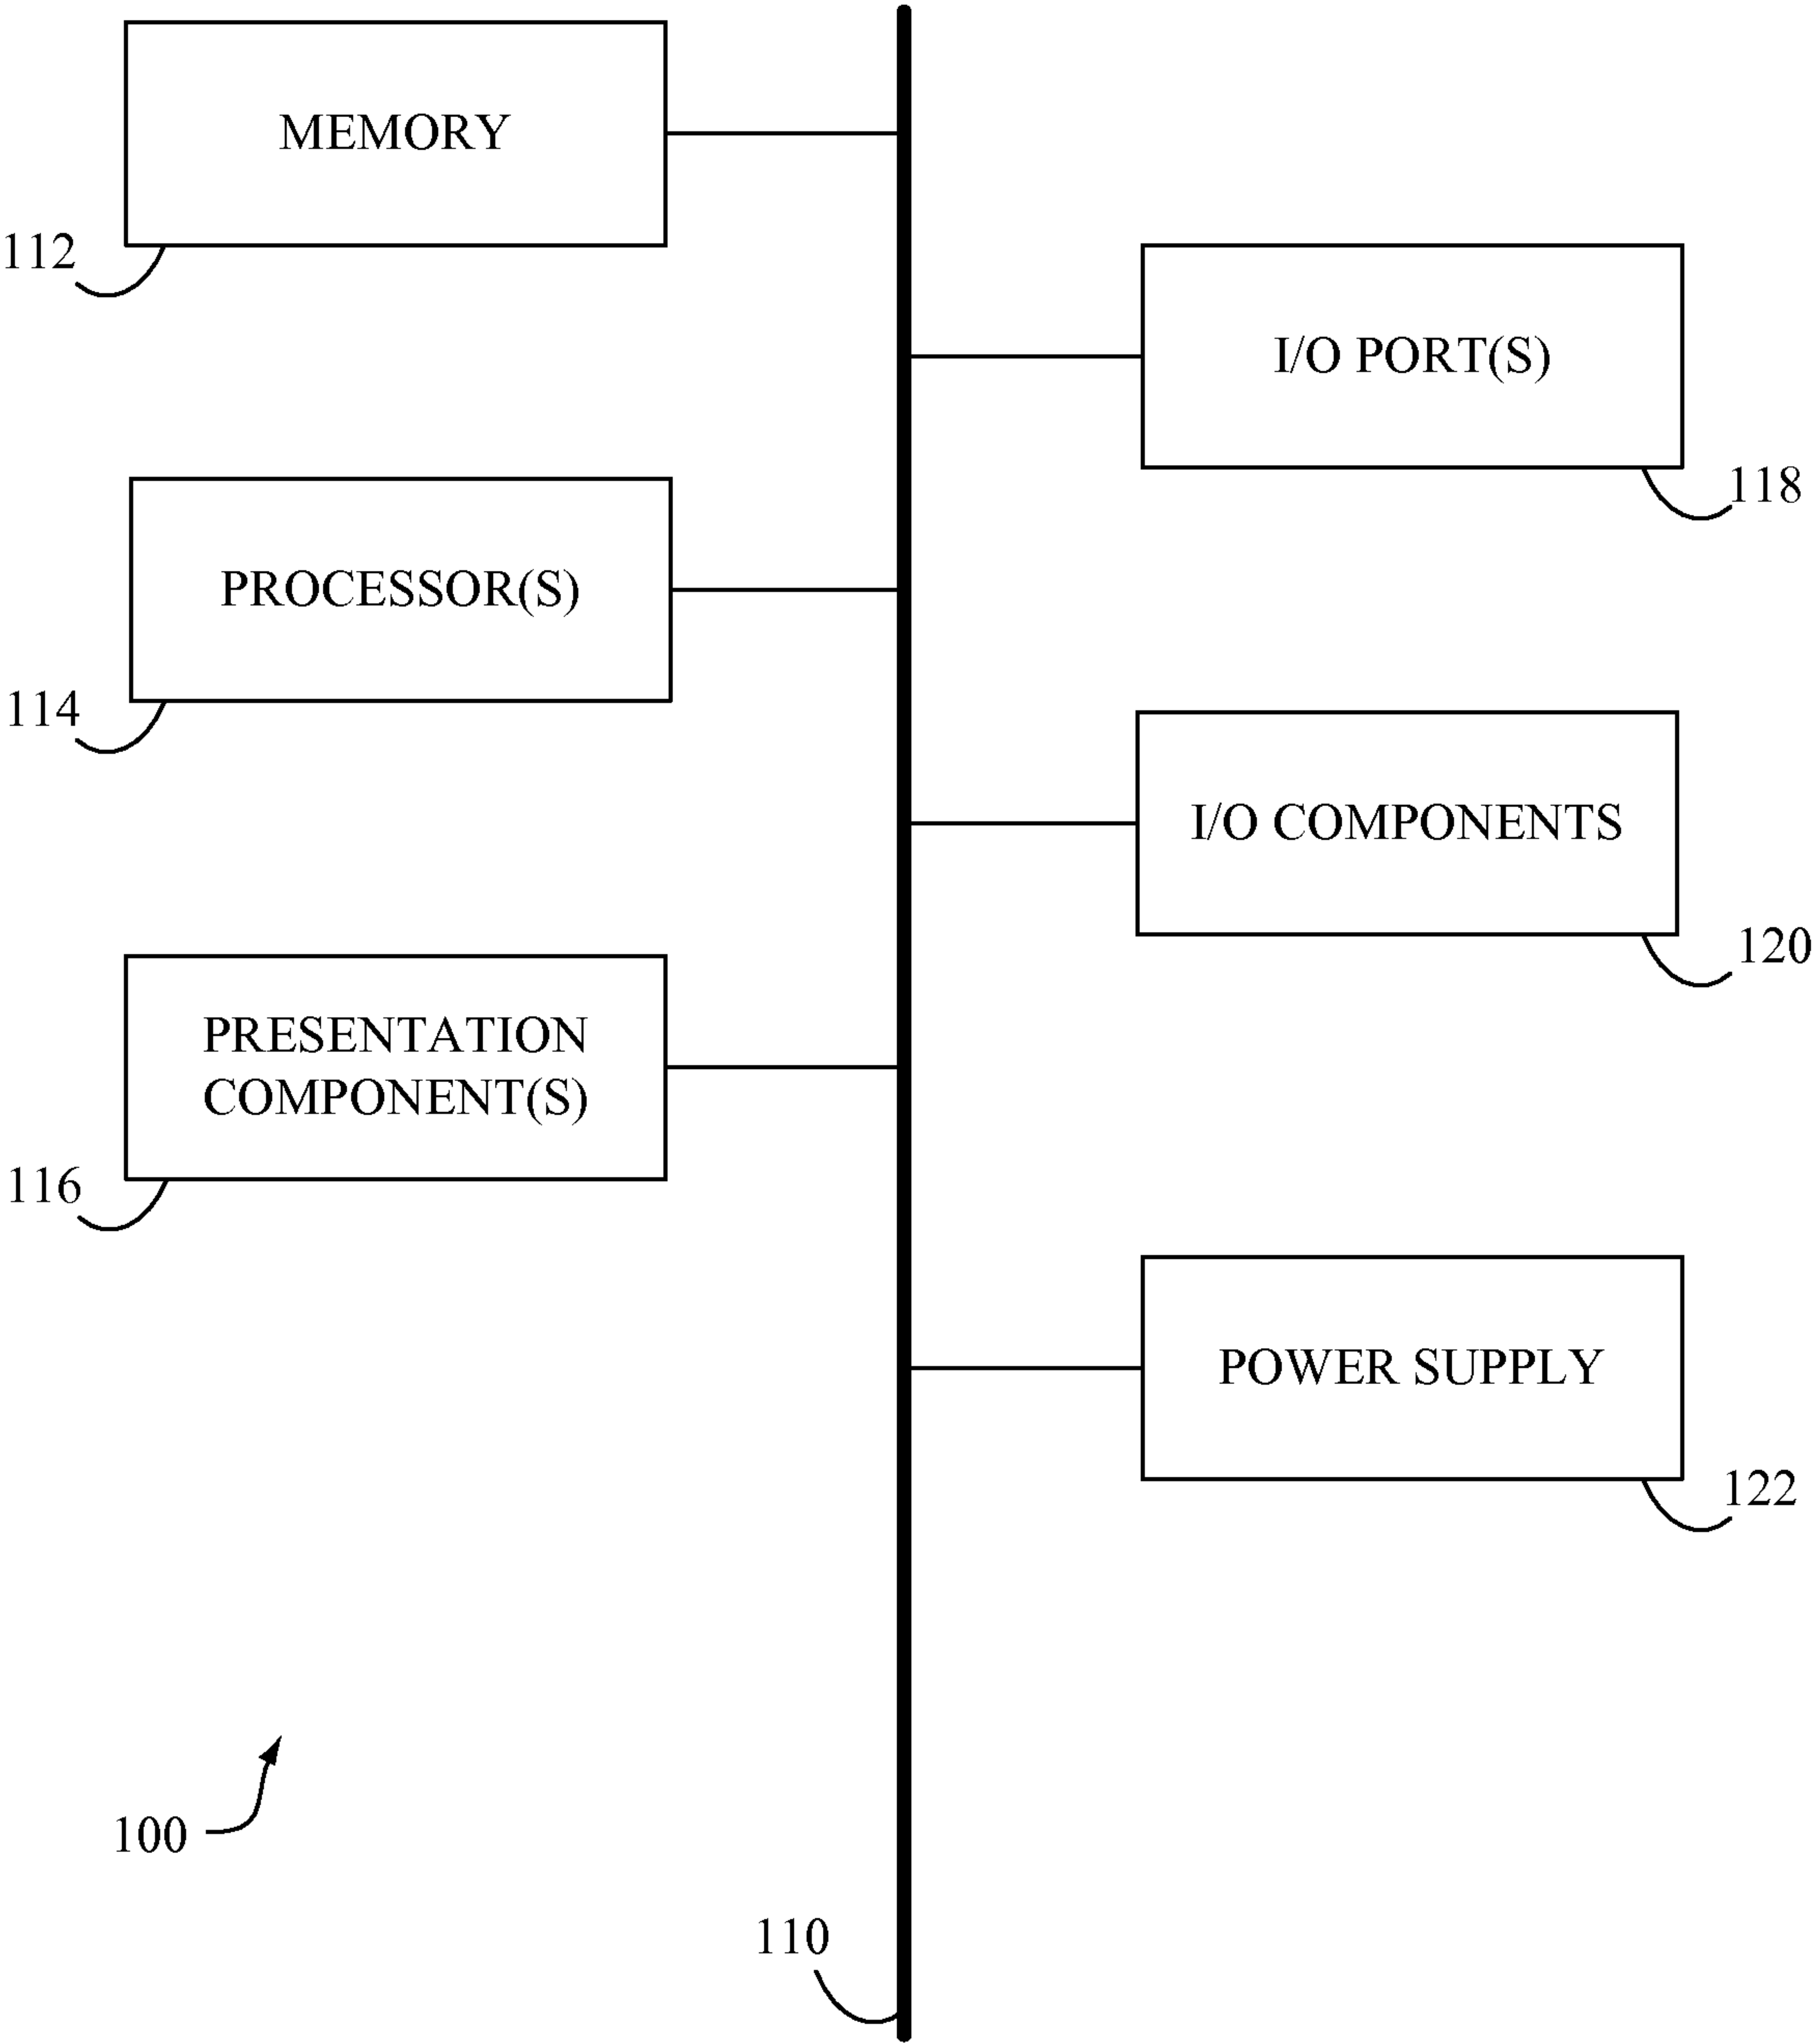 MEMORY
112
I/O PORT(S)
118
PROCESSOR(S)
114
I/O COMPONENTS
120
PRESENTATION
COMPONENT(S)
116
POWER SUPPLY
122
100
110